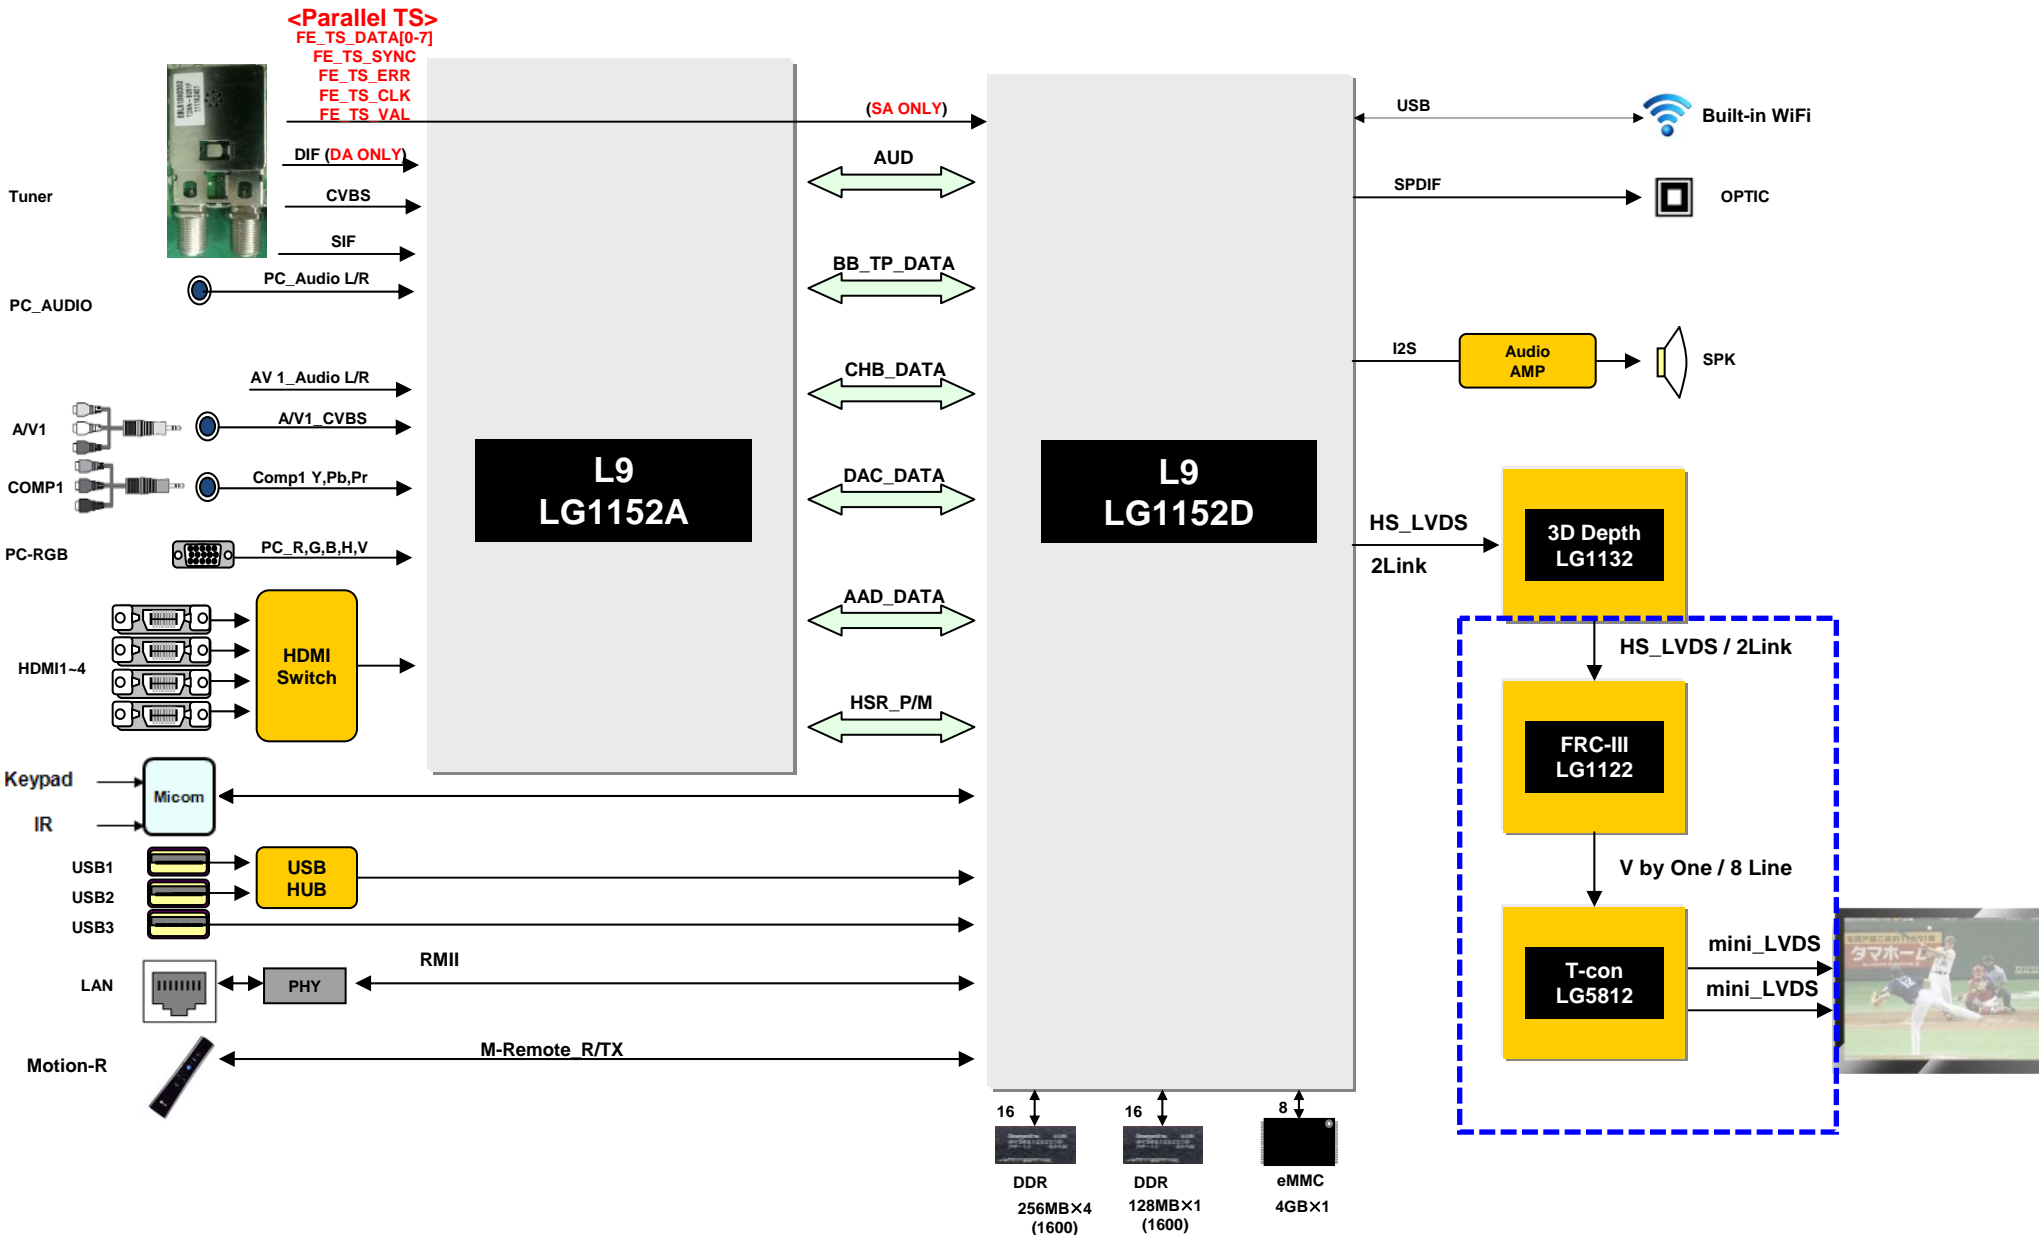 <Parallel TS>
FE_TS_DATA[0-7]
FE_TS_SYNC
FE_TS_ERR
FE_TS_CLK
FE_TS_VAL
(SA ONLY)
DIF (DA ONLY)
CVBS
SIF
Tuner
PC_Audio L/R
PC_AUDIO
AV 1_Audio L/R
A/V1
A/V1_CVBS
COMP1
Comp1 Y,Pb,Pr
PC-RGB
PC_R,G,B,H,V
HDMI1~4
HDMI
Switch
L9
LG1152A
AUD
BB_TP_DATA
CHB_DATA
DAC_DATA
AAD_DATA
HSR_P/M
L9
LG1152D
Keypad
IR
Micom
USB1
USB2
USB3
USB
HUB
LAN
PHY
RMII
Motion-R
M-Remote_R/TX
USB
Built-in WiFi
SPDIF
OPTIC
I2S
Audio
AMP
SPK
HS_LVDS
2Link
3D Depth
LG1132
HS_LVDS / 2Link
FRC-III
LG1122
V by One / 8 Line
T-con
LG5812
mini_LVDS
mini_LVDS
タマホーム
16
16
8
DDR
256MB×4
(1600)
DDR
128MB×1
(1600)
eMMC
4GB×1